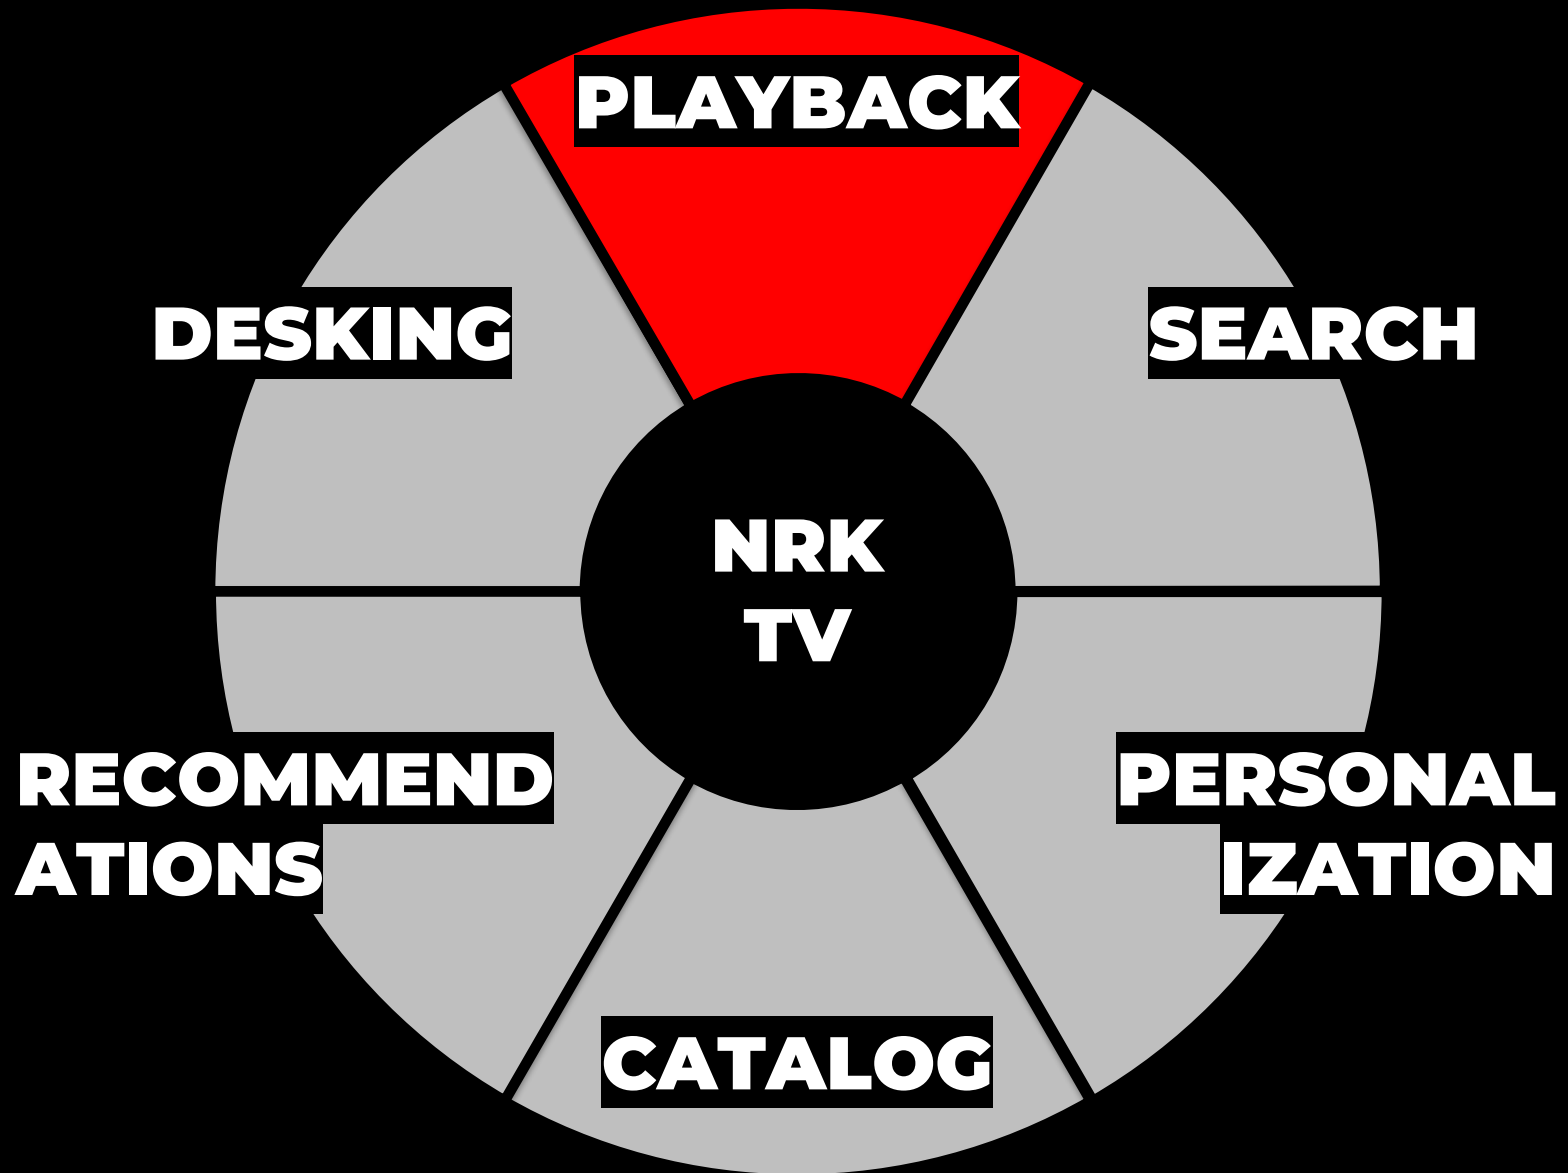 PLAYBACK
DESKING
SEARCH
NRK
TV
RECOMMEND
ATIONS
PERSONAL
IZATION
CATALOG